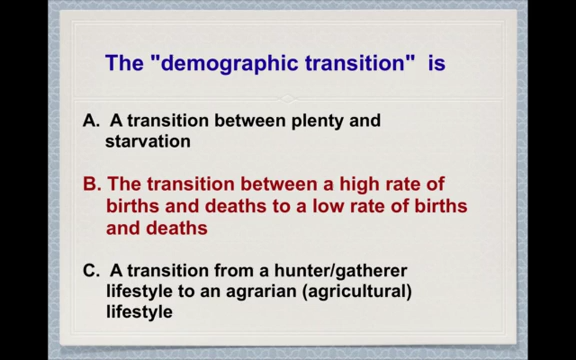 The "demographic transition" is
A. A transition between plenty and
starvation
B. The transition between a high rate of
births and deaths to a low rate of births
and deaths
C. A transition from a hunter/gatherer
lifestyle to an agrarian (agricultural)
lifestyle